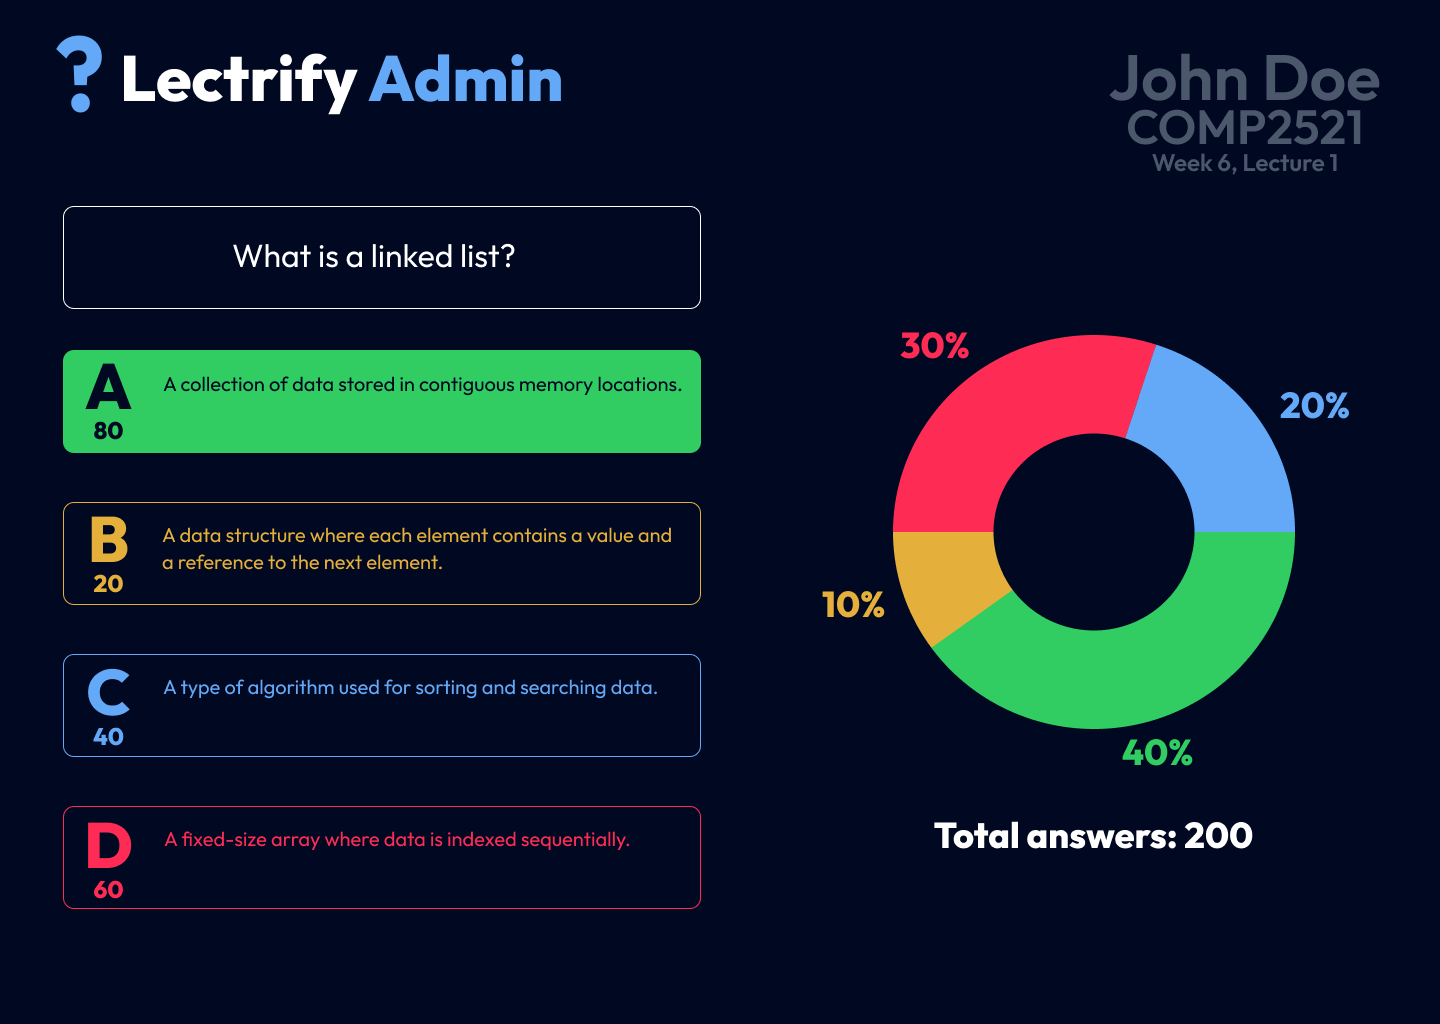 ? Lectrify Admin
John Doe
COMP2521
Week 6, Lecture 1
What is a linked list?
A
A collection of data stored in contiguous memory locations.
80
B
A data structure where each element contains a value and
a reference to the next element.
20
C
A type of algorithm used for sorting and searching data.
40
D
A fixed-size array where data is indexed sequentially.
60
30%
20%
10%
40%
Total answers: 200